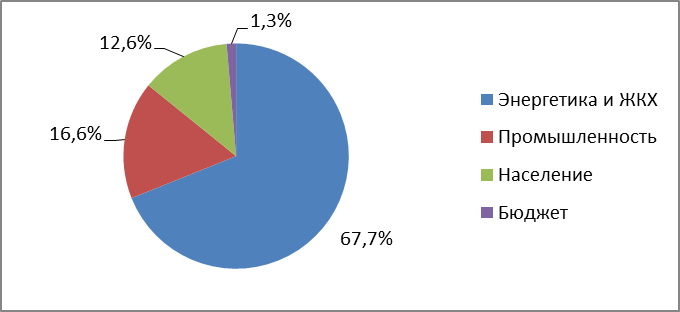 1,3%
12,6%
16,6%
67,7%
Энергетика и ЖКХ
Промышленность
Население
Бюджет